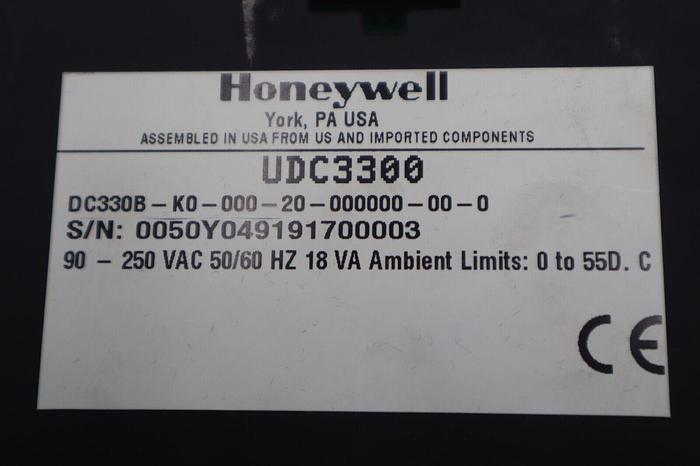 Honeywell
York, PA USA
ASSEMBLED IN USA FROM US AND IMPORTED COMPONENTS
UDC3300
DC330B – K0 – 000 – 20 – 000000 – 00 – 0
S/N: 0050Y049191700003
90 – 250 VAC 50/60 HZ 18 VA Ambient Limits: 0 to 55D. C
CE